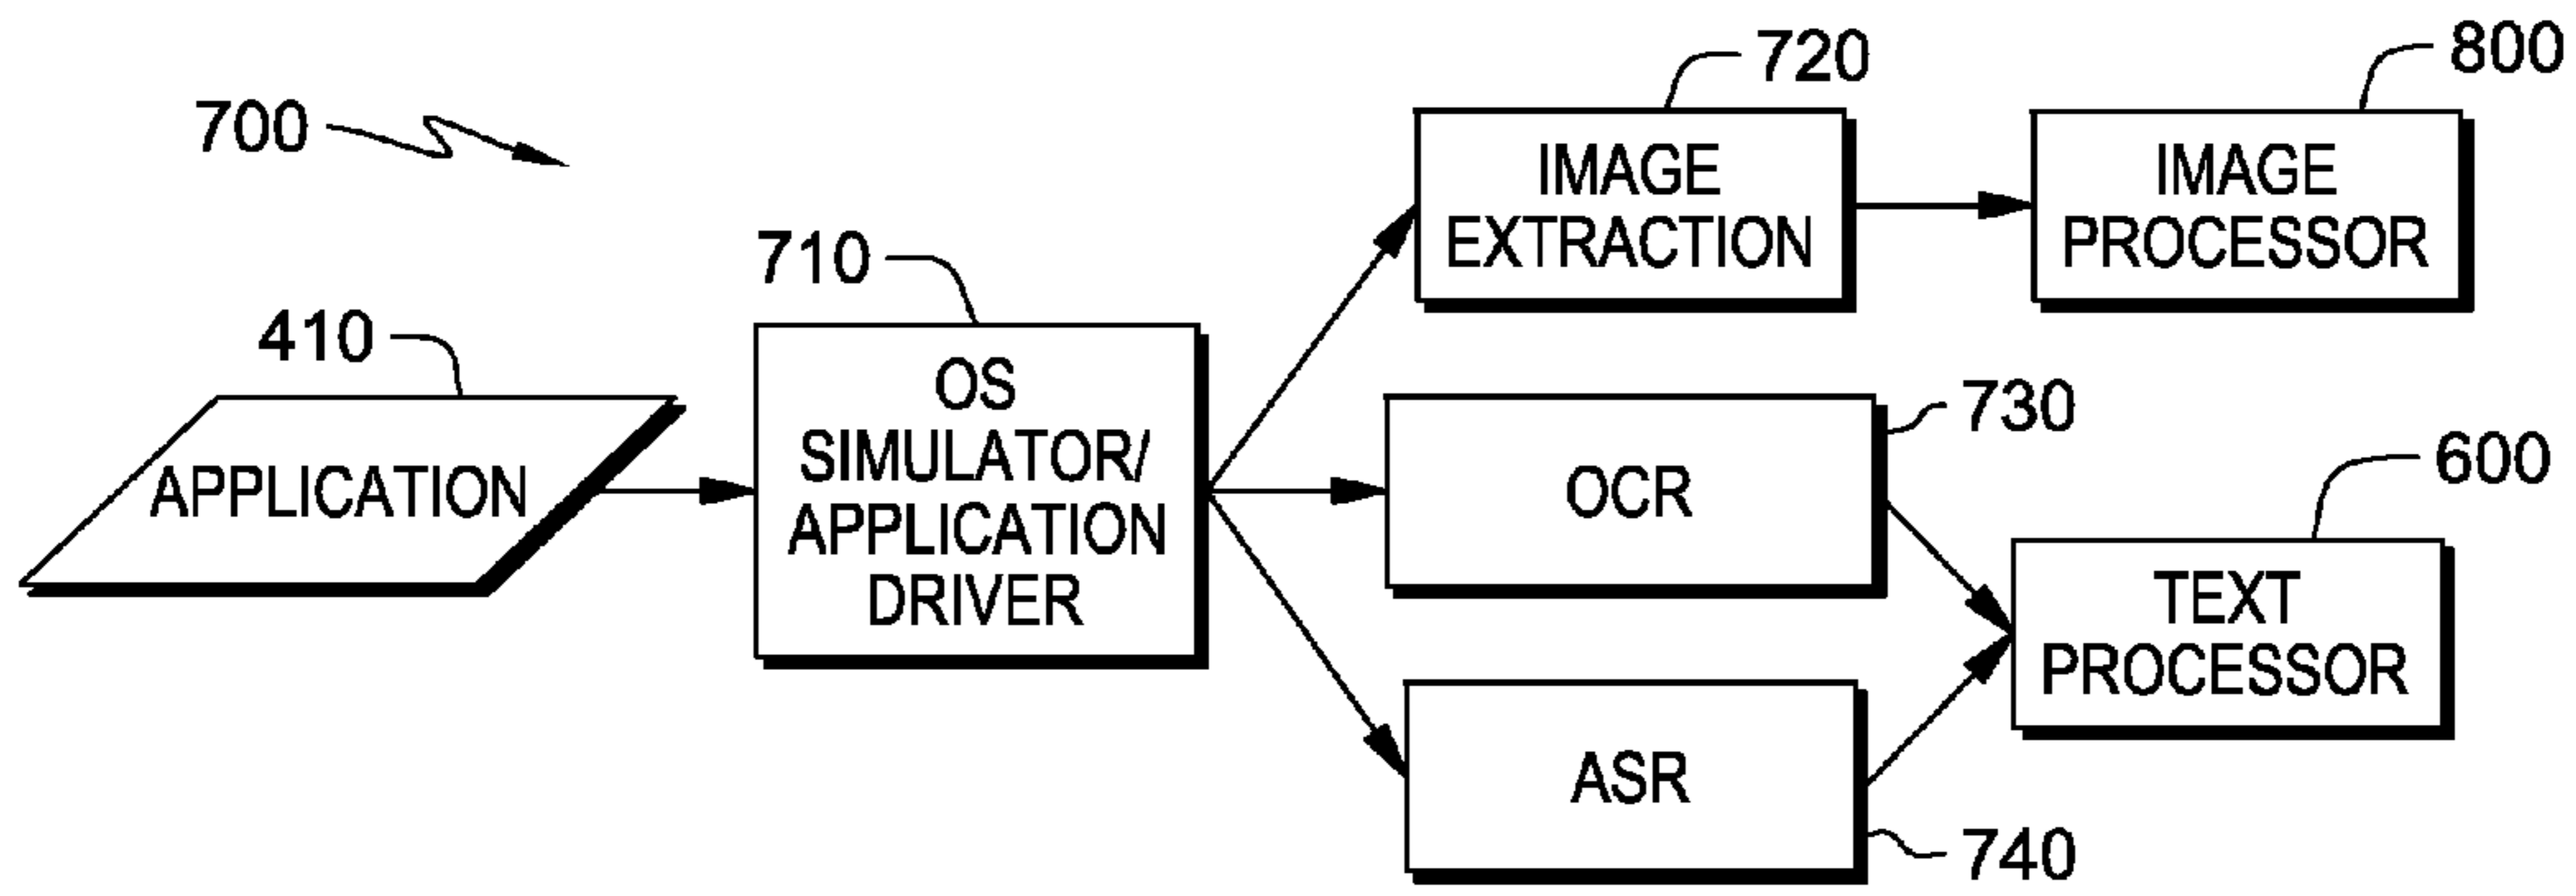 700
410
APPLICATION
710
OS
SIMULATOR/
APPLICATION
DRIVER
720
IMAGE
EXTRACTION
800
IMAGE
PROCESSOR
730
OCR
740
ASR
600
TEXT
PROCESSOR